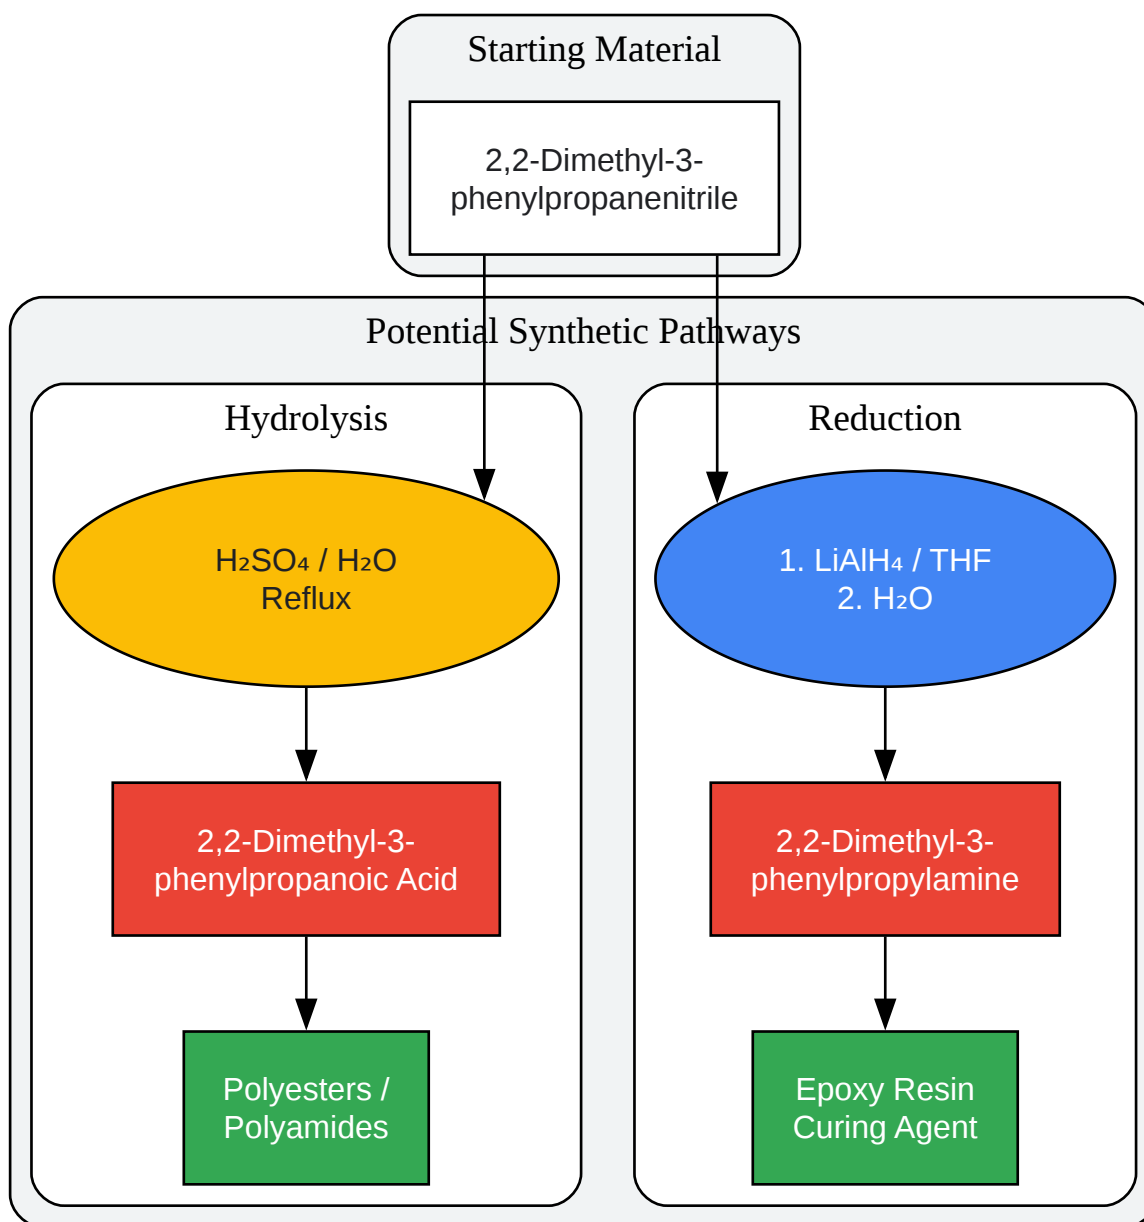 Starting Material
2,2-Dimethyl-3-
phenylpropanenitrile
Potential Synthetic Pathways
Hydrolysis
H₂SO₄ / H₂O
Reflux
2,2-Dimethyl-3-
phenylpropanoic Acid
Polyesters /
Polyamides
Reduction
1. LiAlH₄ / THF
2. H₂O
2,2-Dimethyl-3-
phenylpropylamine
Epoxy Resin
Curing Agent